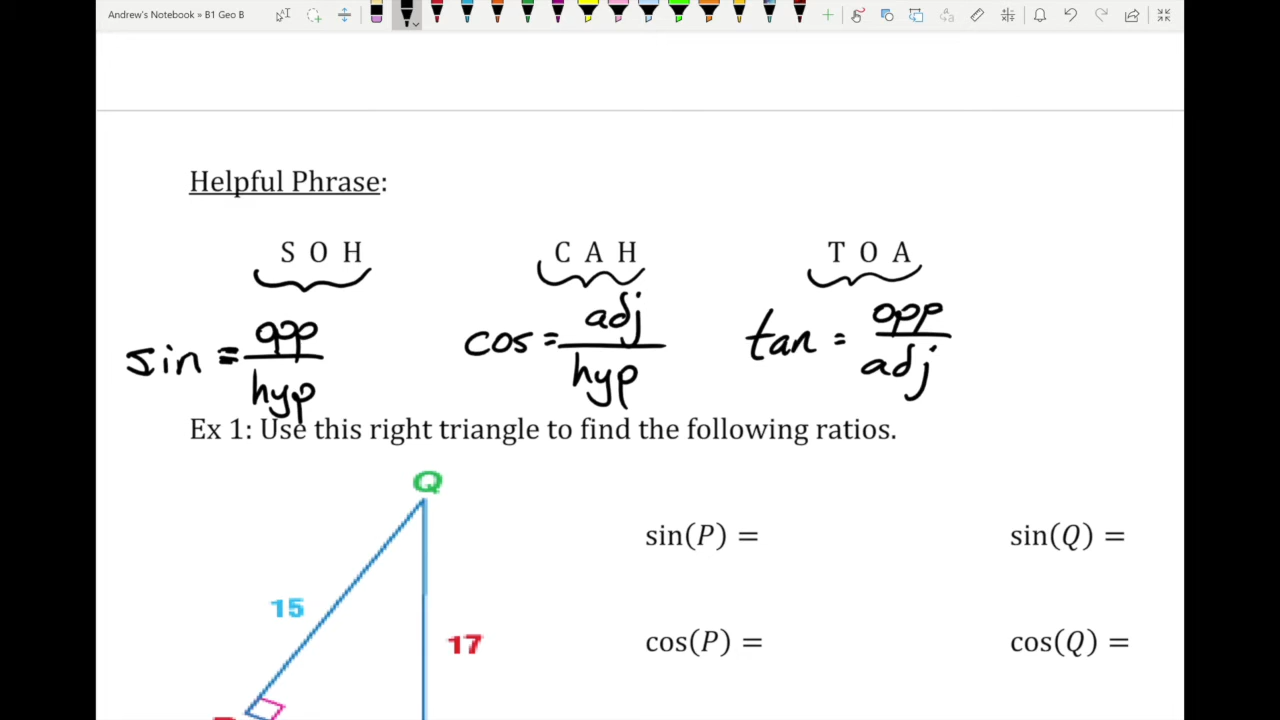 Andrew's Notebook » B1 Geo B
Helpful Phrase:
S O H C A H T O A
sin = opp/hyp cos = adj/hyp tan = opp/adj
Ex 1: Use this right triangle to find the following ratios.
Q
sin(P) = sin(Q) =
15
17
cos(P) = cos(Q) =